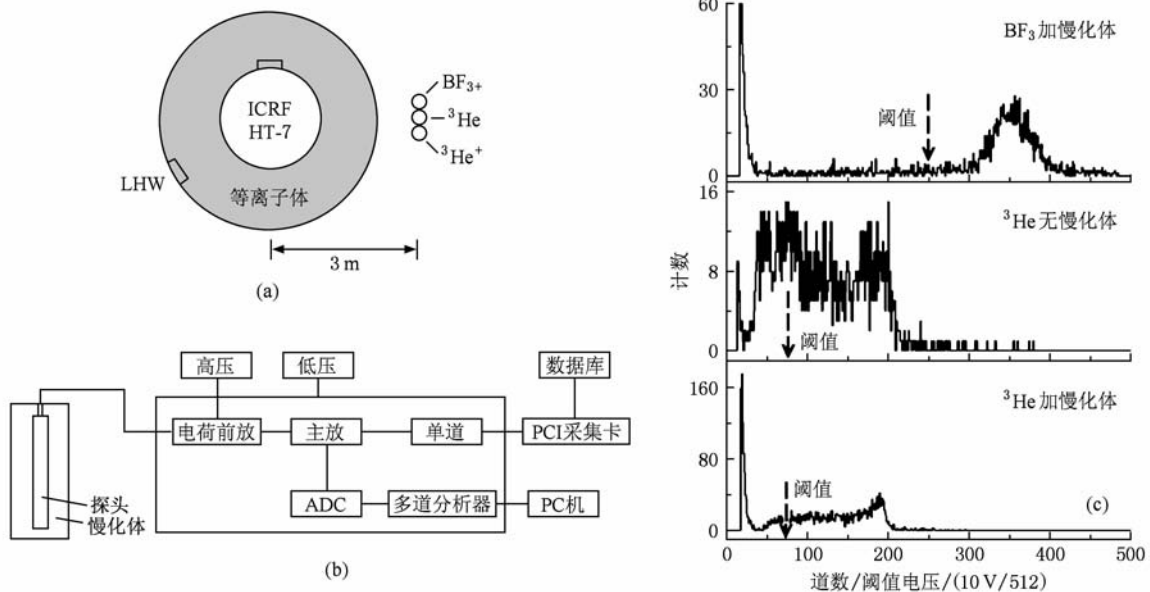 ICRF
HT-7
LHW
等离子体
BF₃₊
³He
³He⁺
3 m
(a)
高压
低压
数据库
电荷前放
主放
单道
PCI采集卡
探头
慢化体
ADC
多道分析器
PC机
(b)
60
30
0
BF₃加慢化体
阈值
16
8
0
³He无慢化体
阈值
计数
160
80
0
³He加慢化体
阈值
(c)
0 100 200 300 400 500
道数/阈值电压/(10 V/512)